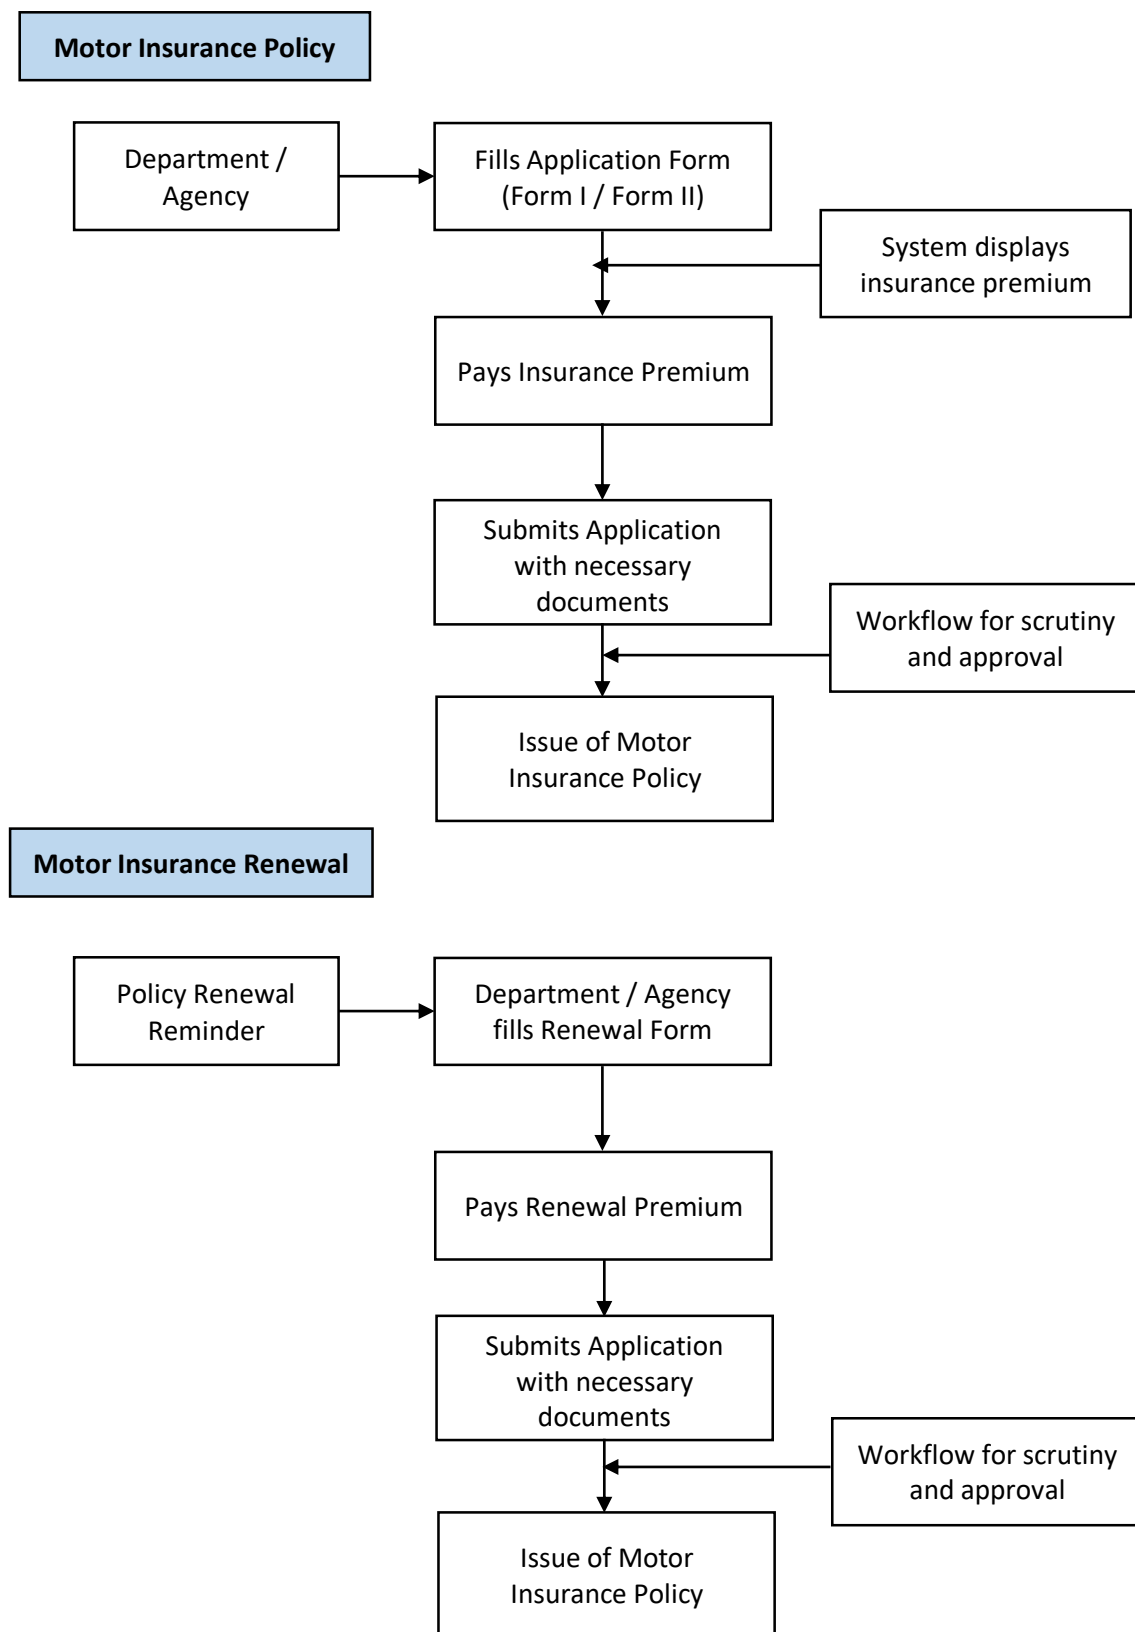 Motor Insurance Policy
Department /
Agency
Fills Application Form
(Form I / Form II)
System displays
insurance premium
Pays Insurance Premium
Submits Application
with necessary
documents
Workflow for scrutiny
and approval
Issue of Motor
Insurance Policy
Motor Insurance Renewal
Policy Renewal
Reminder
Department / Agency
fills Renewal Form
Pays Renewal Premium
Submits Application
with necessary
documents
Workflow for scrutiny
and approval
Issue of Motor
Insurance Policy